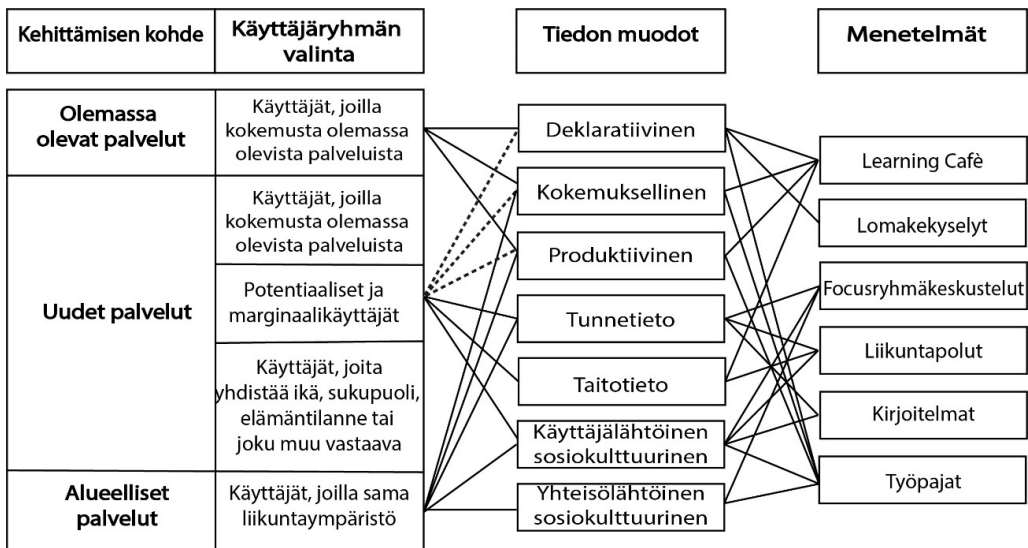 Kehittämisen kohde
Käyttäjäryhmän
valinta
Tiedon muodot
Menetelmät
Olemassa
olevat palvelut
Käyttäjät, joilla
kokemusta olemassa
olevista palveluista
Uudet palvelut
Käyttäjät, joilla
kokemusta olemassa
olevista palveluista
Potentiaaliset ja
marginaalikäyttäjät
Käyttäjät, joita
yhdistää ikä, sukupuoli,
elämäntilanne tai
joku muu vastaava
Alueelliset
palvelut
Käyttäjät, joilla sama
liikuntaympäristö
Deklaratiivinen
Kokemuksellinen
Produktiivinen
Tunnetieto
Taitotieto
Käyttäjälähtöinen
sosiokulttuurinen
Yhteisölähtöinen
sosiokulttuurinen
Learning Cafè
Lomakekyselyt
Focusryhmäkeskustelut
Liikuntapolut
Kirjoitelmat
Työpajat